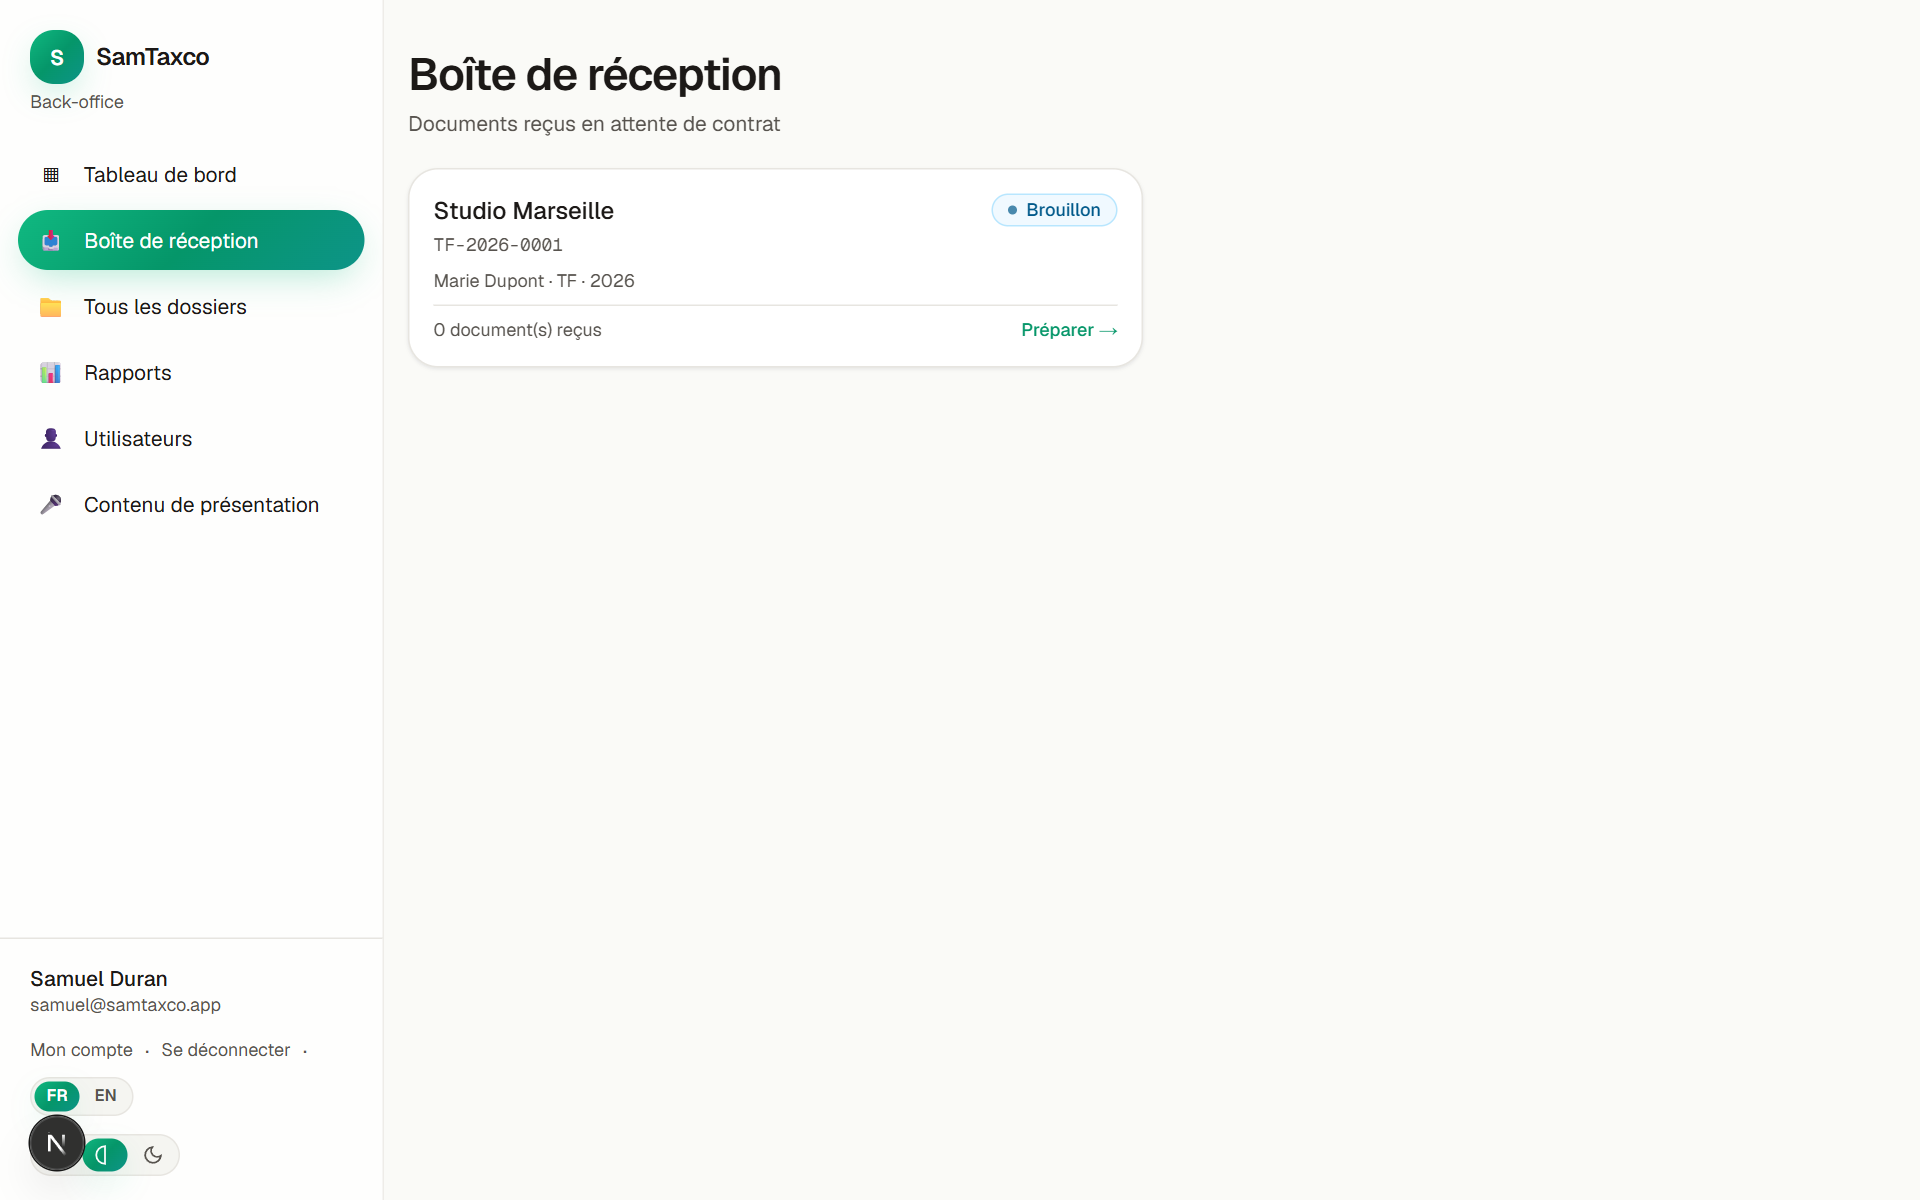 S
SamTaxco
Back-office
Tableau de bord
Boîte de réception
Tous les dossiers
Rapports
Utilisateurs
Contenu de présentation
Samuel Duran
samuel@samtaxco.app
Mon compte · Se déconnecter ·
FR EN
N
Boîte de réception
Documents reçus en attente de contrat
Studio Marseille
Brouillon
TF-2026-0001
Marie Dupont · TF · 2026
0 document(s) reçus
Préparer →